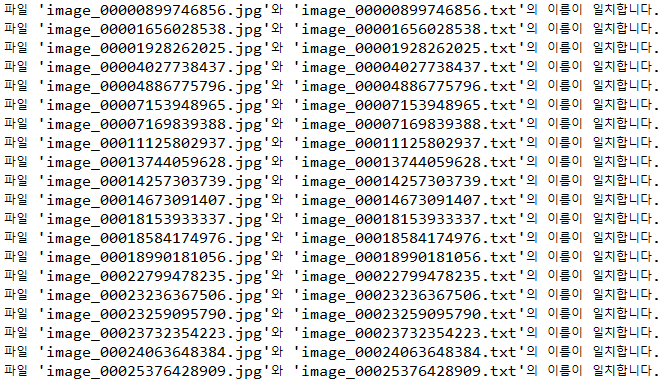 파일 'image_00000899746856.jpg'와 'image_00000899746856.txt'의 이름이 일치합니다.
파일 'image_00001656028538.jpg'와 'image_00001656028538.txt'의 이름이 일치합니다.
파일 'image_00001928262025.jpg'와 'image_00001928262025.txt'의 이름이 일치합니다.
파일 'image_00004027738437.jpg'와 'image_00004027738437.txt'의 이름이 일치합니다.
파일 'image_00004886775796.jpg'와 'image_00004886775796.txt'의 이름이 일치합니다.
파일 'image_00007153948965.jpg'와 'image_00007153948965.txt'의 이름이 일치합니다.
파일 'image_00007169839388.jpg'와 'image_00007169839388.txt'의 이름이 일치합니다.
파일 'image_00011125802937.jpg'와 'image_00011125802937.txt'의 이름이 일치합니다.
파일 'image_00013744059628.jpg'와 'image_00013744059628.txt'의 이름이 일치합니다.
파일 'image_00014257303739.jpg'와 'image_00014257303739.txt'의 이름이 일치합니다.
파일 'image_00014673091407.jpg'와 'image_00014673091407.txt'의 이름이 일치합니다.
파일 'image_00018153933337.jpg'와 'image_00018153933337.txt'의 이름이 일치합니다.
파일 'image_00018584174976.jpg'와 'image_00018584174976.txt'의 이름이 일치합니다.
파일 'image_00018990181056.jpg'와 'image_00018990181056.txt'의 이름이 일치합니다.
파일 'image_00022799478235.jpg'와 'image_00022799478235.txt'의 이름이 일치합니다.
파일 'image_00023236367506.jpg'와 'image_00023236367506.txt'의 이름이 일치합니다.
파일 'image_00023259095790.jpg'와 'image_00023259095790.txt'의 이름이 일치합니다.
파일 'image_00023732354223.jpg'와 'image_00023732354223.txt'의 이름이 일치합니다.
파일 'image_00024063648384.jpg'와 'image_00024063648384.txt'의 이름이 일치합니다.
파일 'image_00025376428909.jpg'와 'image_00025376428909.txt'의 이름이 일치합니다.